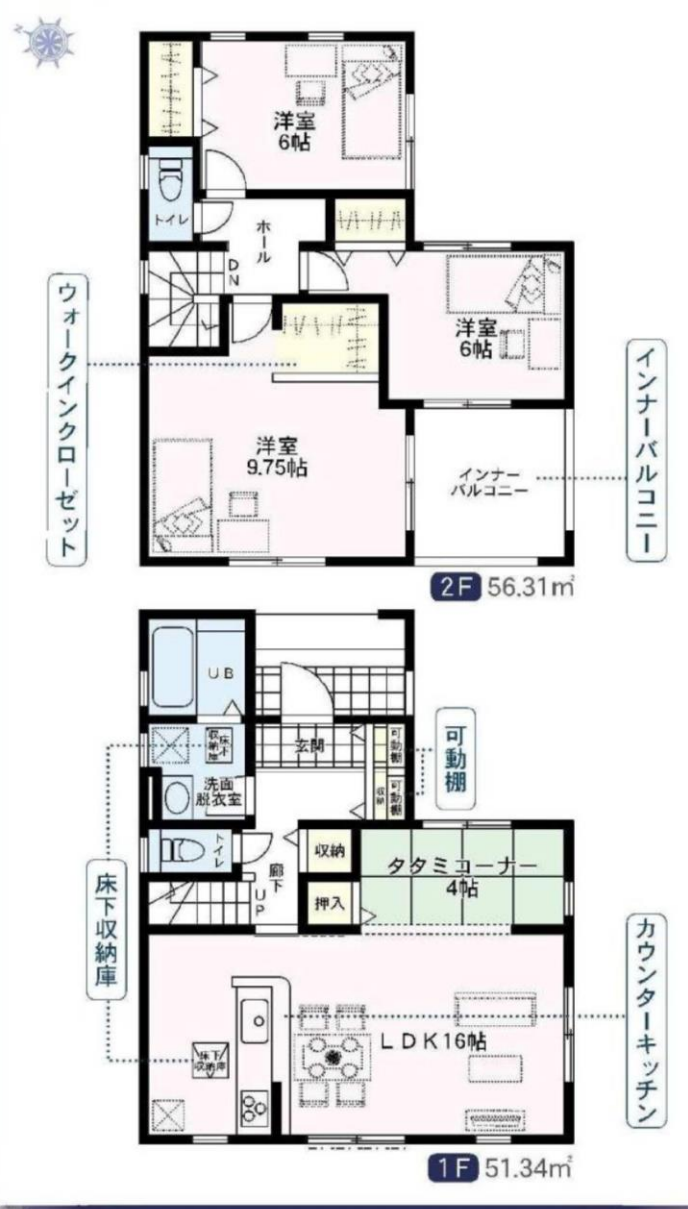 N
洋室
6帖
トイレ
ホール
DN
洋室
6帖
ウォークインクローゼット
インナーバルコニー
洋室
9.75帖
インナー
バルコニー
2F 56.31㎡
UB
床下
収納庫
玄関
可動棚
可動棚
収納
可動棚
洗面
脱衣室
トイレ
廊下
収納
タタミコーナー
4帖
UP
押入
床下収納庫
カウンターキッチン
LDK16帖
床下
収納庫
1F 51.34㎡